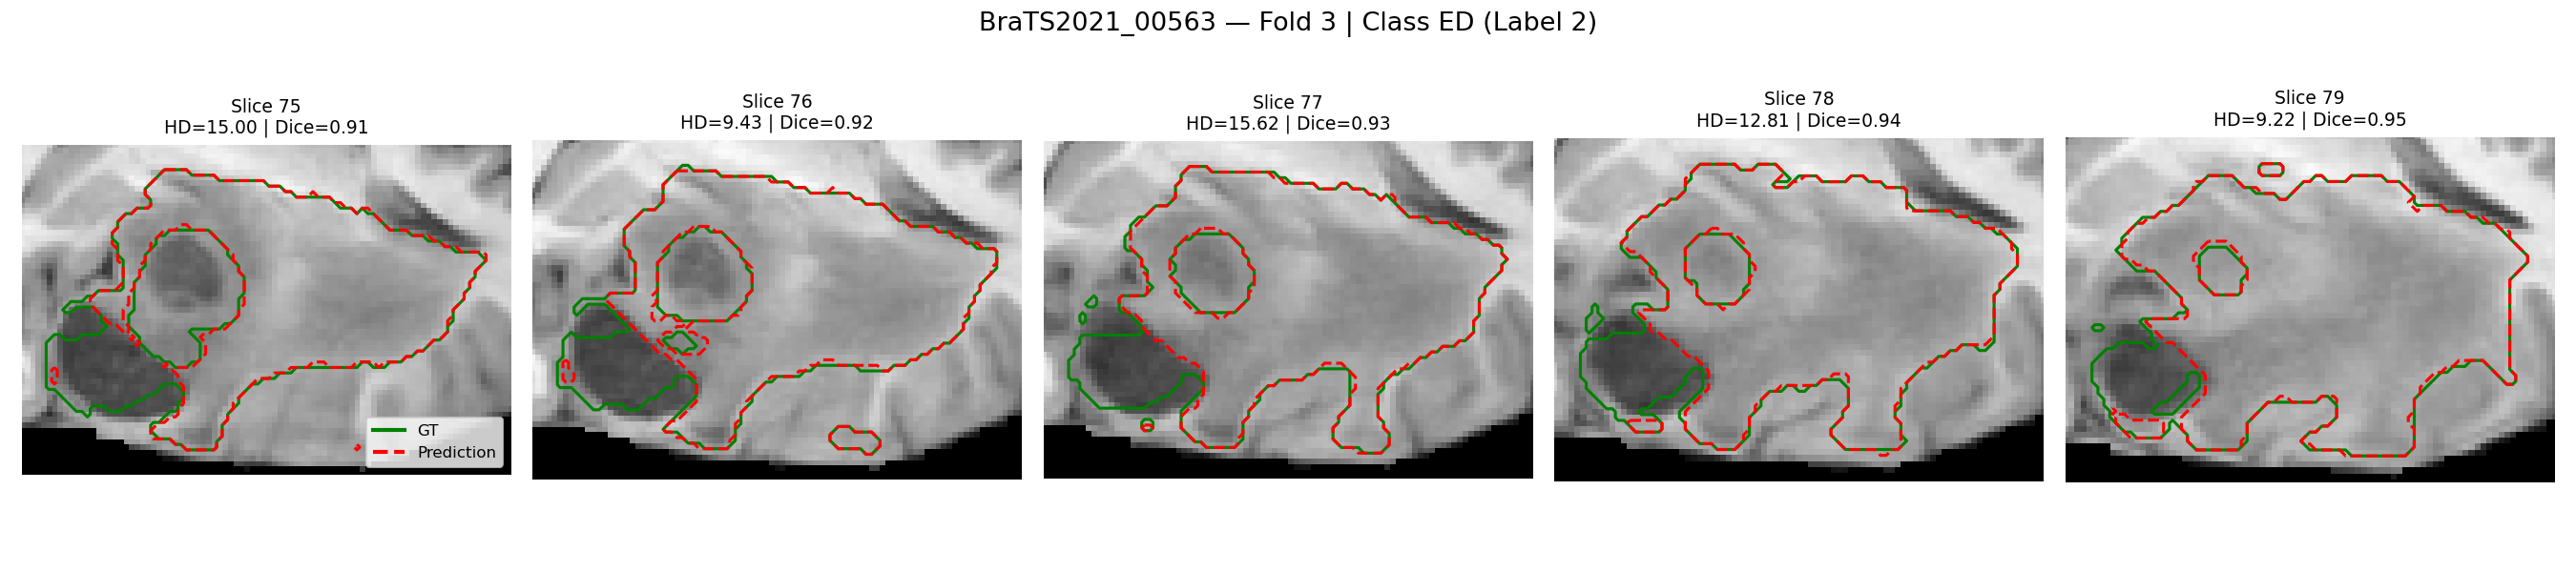 BraTS2021_00563 — Fold 3 | Class ED (Label 2)
Slice 75
HD=15.00 | Dice=0.91
Slice 76
HD=9.43 | Dice=0.92
Slice 77
HD=15.62 | Dice=0.93
Slice 78
HD=12.81 | Dice=0.94
Slice 79
HD=9.22 | Dice=0.95
GT
Prediction